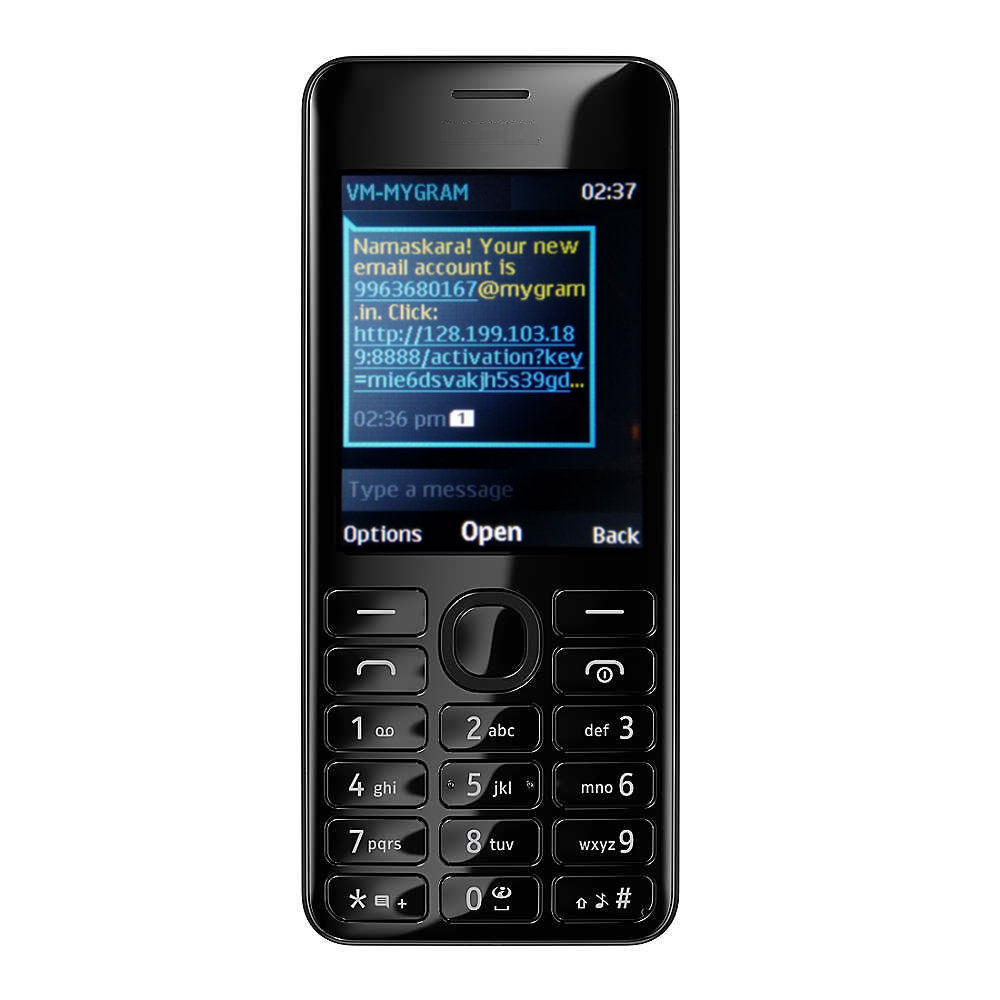 VM-MYGRAM 02:37
Namaskara! Your new
email account is
9963680167@mygram
.in. Click:
http://128.199.103.18
9:8888/activation?key
=mie6dsvakjh5s39gd...
02:36 pm 1
Type a message
Options Open Back
1
2 abc
def 3
4 ghi
5 jkl
mno 6
7 pqrs
8 tuv
wxyz 9
* +
0
#